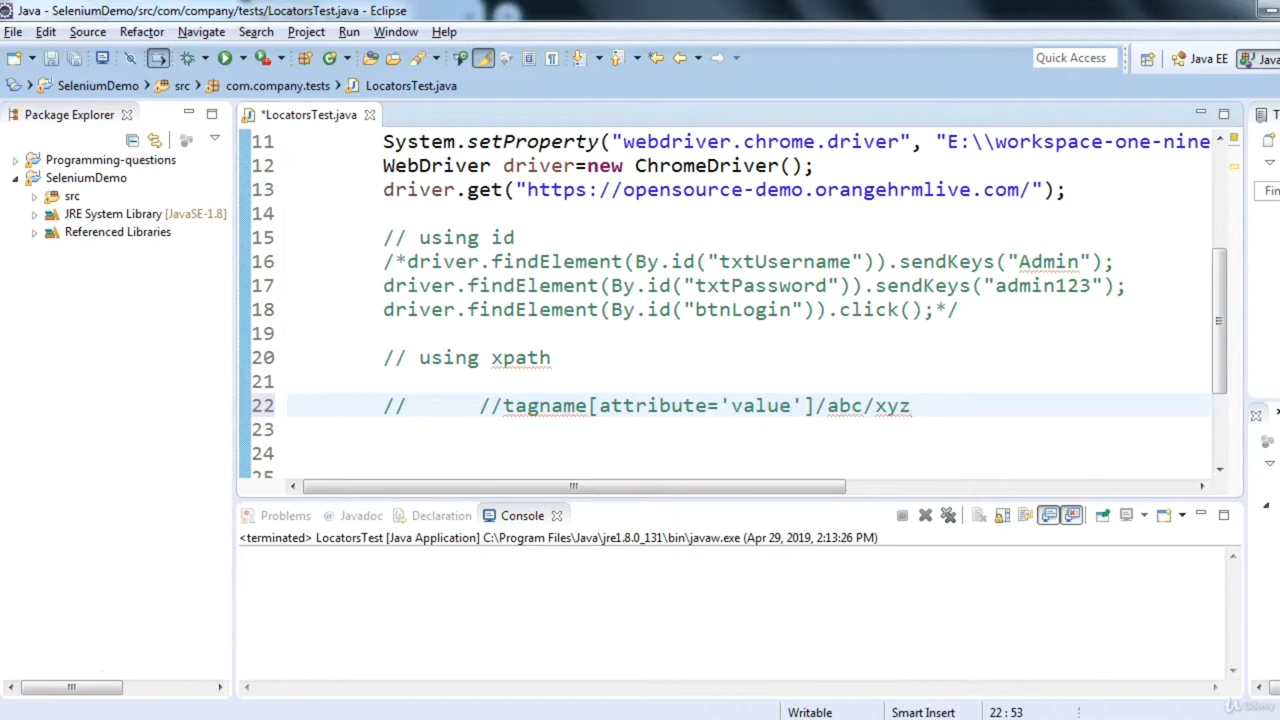 Java - SeleniumDemo/src/com/company/tests/LocatorsTest.java - Eclipse
File Edit Source Refactor Navigate Search Project Run Window Help
Quick Access
Java EE
Java
SeleniumDemo
src
com.company.tests
LocatorsTest.java
Package Explorer
Programming-questions
SeleniumDemo
src
JRE System Library [JavaSE-1.8]
Referenced Libraries
*LocatorsTest.java
11 System.setProperty("webdriver.chrome.driver", "E:\\workspace-one-nine
12 WebDriver driver=new ChromeDriver();
13 driver.get("https://opensource-demo.orangehrmlive.com/");
14
15 // using id
16 /*driver.findElement(By.id("txtUsername")).sendKeys("Admin");
17 driver.findElement(By.id("txtPassword")).sendKeys("admin123");
18 driver.findElement(By.id("btnLogin")).click();*/
19
20 // using xpath
21
22 // //tagname[attribute='value']/abc/xyz
23
24
25
T
Fin
Problems @ Javadoc Declaration Console
<terminated> LocatorsTest [Java Application] C:\Program Files\Java\jre1.8.0_131\bin\javaw.exe (Apr 29, 2019, 2:13:26 PM)
Writable Smart Insert 22 : 53
Udemy